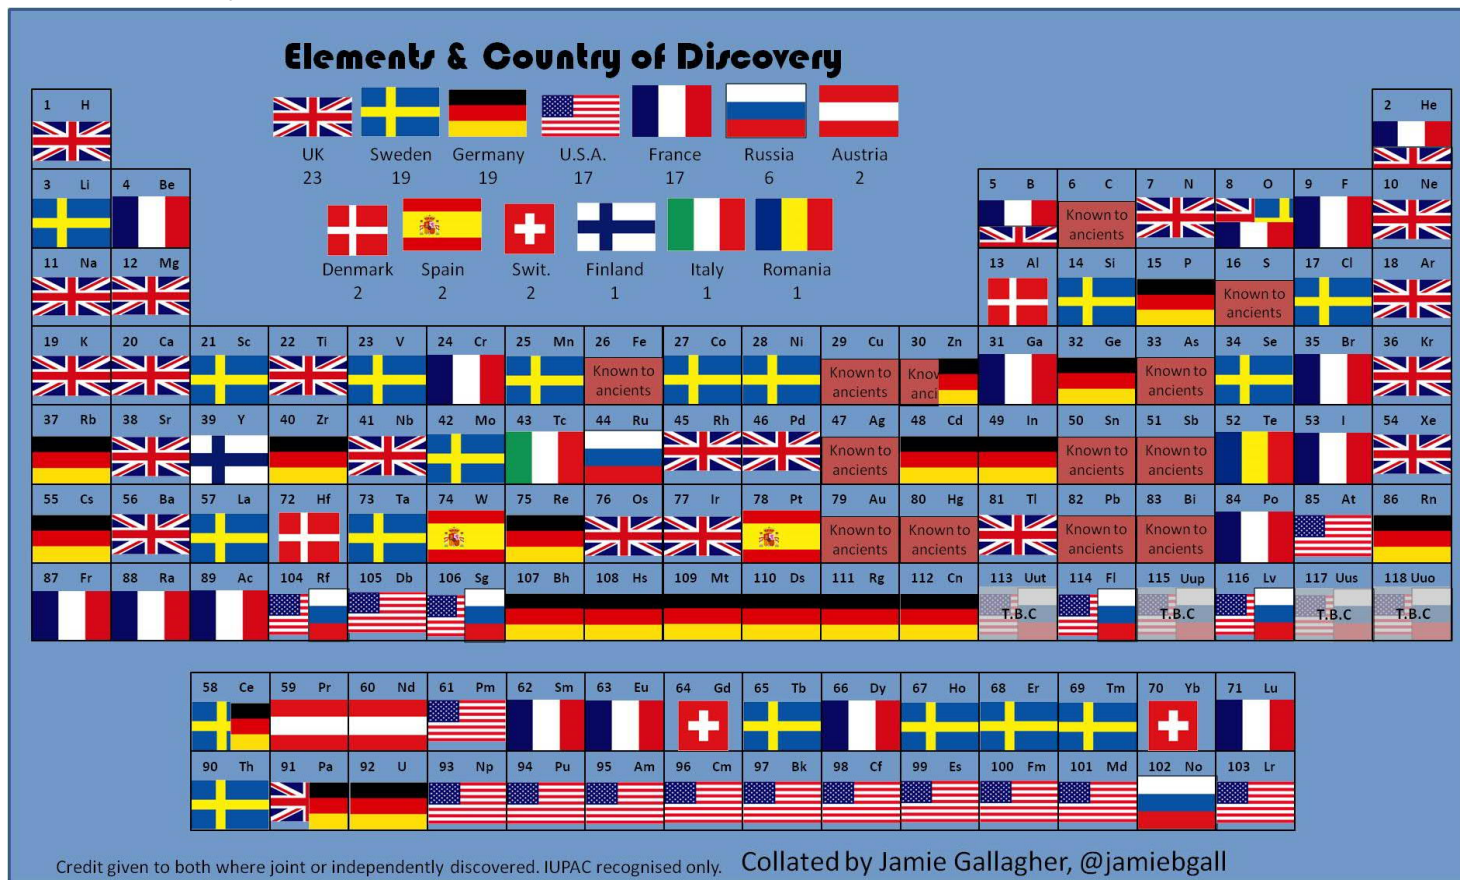 Elements & Country of Discovery
UK Sweden Germany U.S.A. France Russia Austria
23 19 19 17 17 6 2
Denmark Spain Swit. Finland Italy Romania
2 2 2 1 1 1
1 H 2 He
3 Li 4 Be 5 B 6 C 7 N 8 O 9 F 10 Ne
Known to
ancients
11 Na 12 Mg 13 Al 14 Si 15 P 16 S 17 Cl 18 Ar
Known to
ancients
19 K 20 Ca 21 Sc 22 Ti 23 V 24 Cr 25 Mn 26 Fe 27 Co 28 Ni 29 Cu 30 Zn 31 Ga 32 Ge 33 As 34 Se 35 Br 36 Kr
Known to Known to Know Known to
ancients ancients anci ancients
37 Rb 38 Sr 39 Y 40 Zr 41 Nb 42 Mo 43 Tc 44 Ru 45 Rh 46 Pd 47 Ag 48 Cd 49 In 50 Sn 51 Sb 52 Te 53 I 54 Xe
Known to Known to Known to
ancients ancients ancients
55 Cs 56 Ba 57 La 72 Hf 73 Ta 74 W 75 Re 76 Os 77 Ir 78 Pt 79 Au 80 Hg 81 Tl 82 Pb 83 Bi 84 Po 85 At 86 Rn
Known to Known to Known to Known to
ancients ancients ancients ancients
87 Fr 88 Ra 89 Ac 104 Rf 105 Db 106 Sg 107 Bh 108 Hs 109 Mt 110 Ds 111 Rg 112 Cn 113 Uut 114 Fl 115 Uup 116 Lv 117 Uus 118 Uuo
T.B.C T.B.C T.B.C T.B.C
58 Ce 59 Pr 60 Nd 61 Pm 62 Sm 63 Eu 64 Gd 65 Tb 66 Dy 67 Ho 68 Er 69 Tm 70 Yb 71 Lu
90 Th 91 Pa 92 U 93 Np 94 Pu 95 Am 96 Cm 97 Bk 98 Cf 99 Es 100 Fm 101 Md 102 No 103 Lr
Credit given to both where joint or independently discovered. IUPAC recognised only. Collated by Jamie Gallagher, @jamiebgall